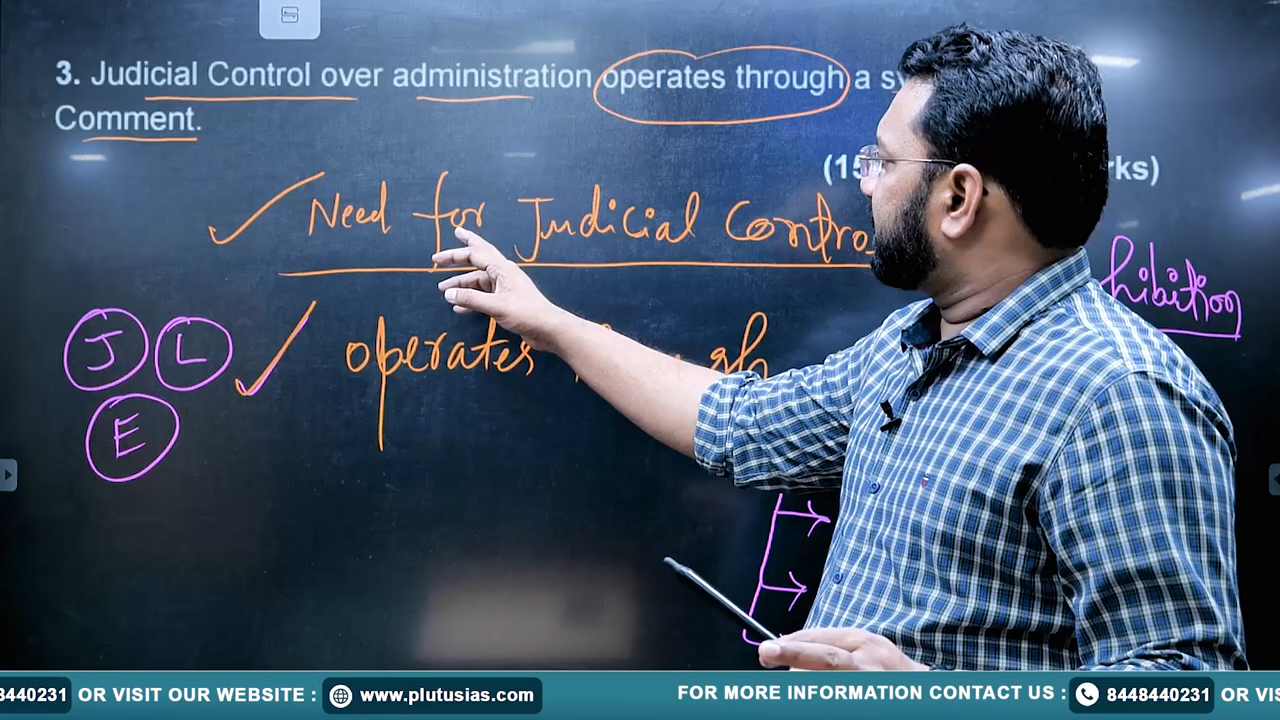 3. Judicial Control over administration operates through a
Comment.
(15
rks)
Need for Judicial Contro
hibition
J L
operates
E
8440231 OR VISIT OUR WEBSITE : www.plutusias.com FOR MORE INFORMATION CONTACT US : 8448440231 OR VIS